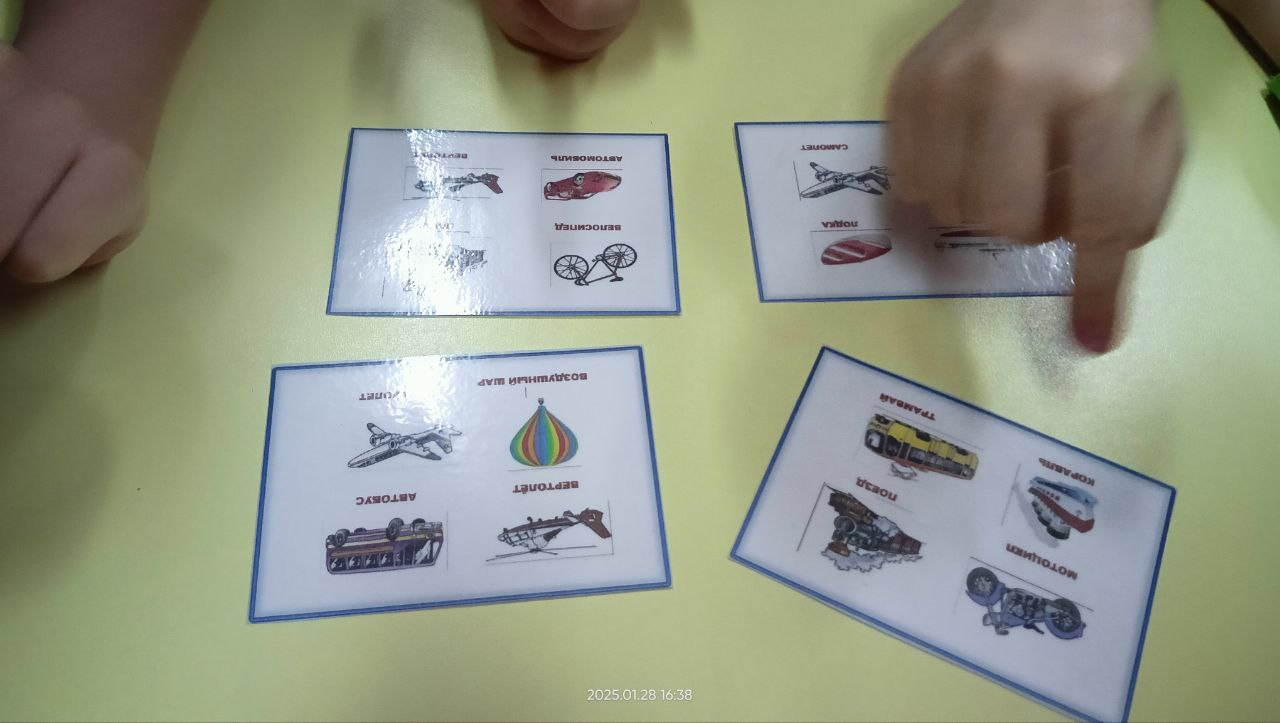 АВТОМОБИЛЬ
ВЕЛОСИПЕД
САМОЛЕТ
ЛОДКА
ВОЗДУШНЫЙ ШАР
АВТОБУС
ВЕРТОЛЁТ
ТРАМВАЙ
КОРАБЛЬ
ПОЕЗД
МОТОЦИКЛ
2025.01.28 16:38